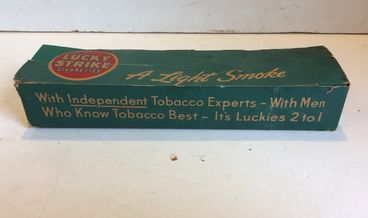 LUCKY
STRIKE
CIGARETTES
A Light Smoke
With Independent Tobacco Experts - With Men
Who Know Tobacco Best - It's Luckies 2 to 1